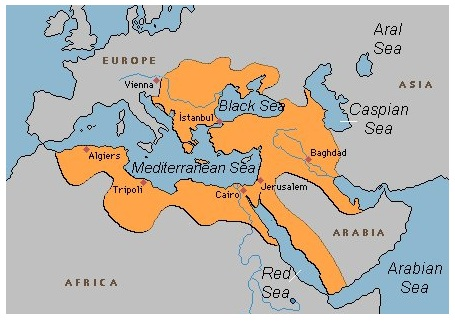 Aral
Sea
EUROPE
ASIA
Vienna
Black Sea
Caspian
Sea
İstanbul
Algiers
Baghdad
Mediterranean Sea
Tripoli
Jerusalem
Cairo
ARABIA
Red
Sea
Arabian
Sea
AFRICA